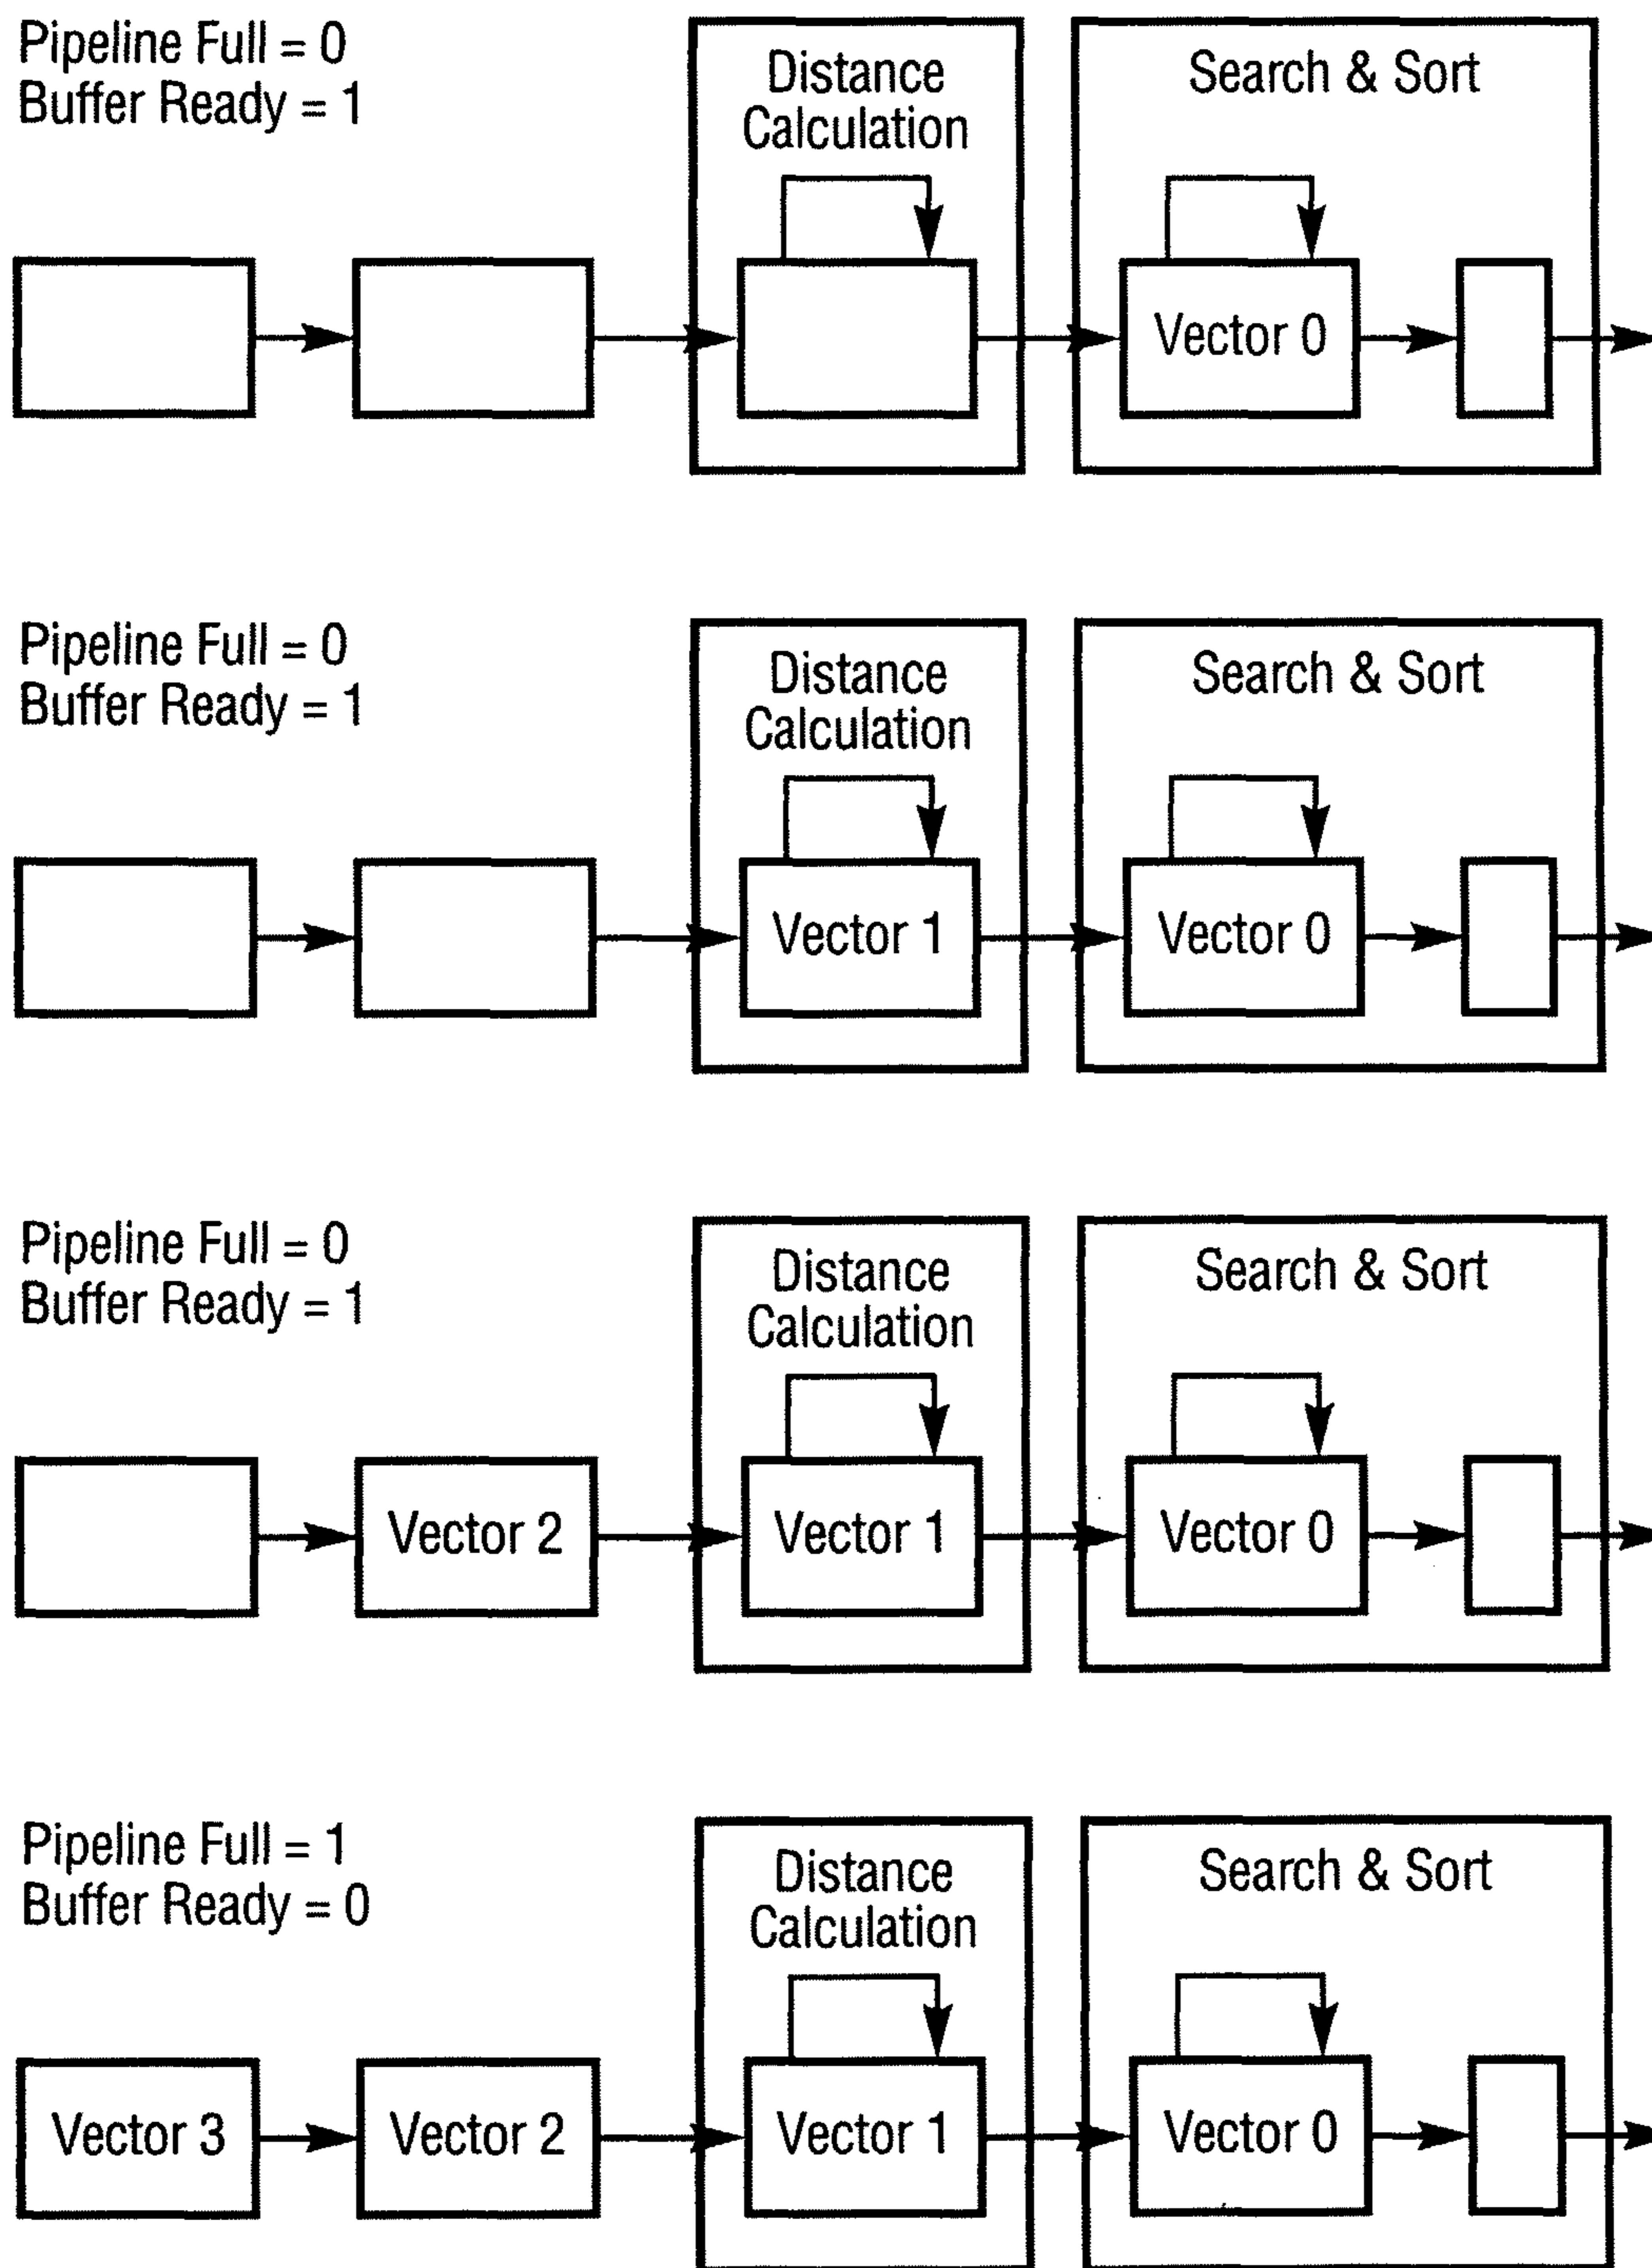 Pipeline Full = 0
Buffer Ready = 1
Distance
Calculation
Search & Sort
Vector 0
Pipeline Full = 0
Buffer Ready = 1
Distance
Calculation
Search & Sort
Vector 1
Vector 0
Pipeline Full = 0
Buffer Ready = 1
Distance
Calculation
Search & Sort
Vector 2
Vector 1
Vector 0
Pipeline Full = 1
Buffer Ready = 0
Distance
Calculation
Search & Sort
Vector 3
Vector 2
Vector 1
Vector 0